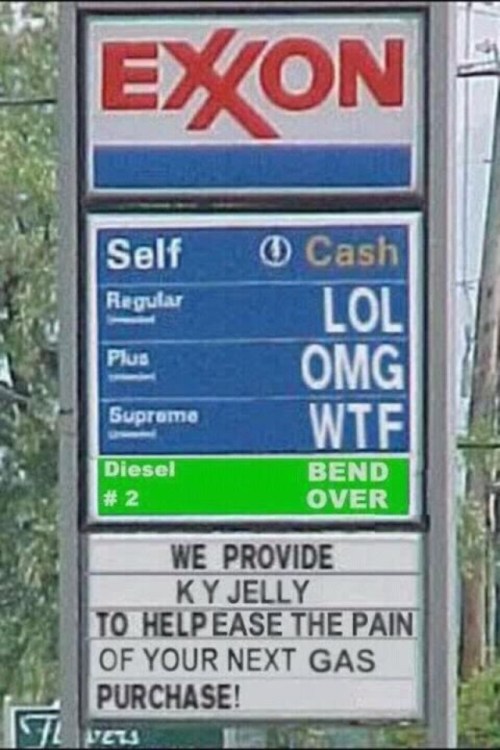 EXXON
Self Cash
Regular LOL
Plus OMG
Supreme WTF
Diesel BEND
# 2 OVER
WE PROVIDE
K Y JELLY
TO HELP EASE THE PAIN
OF YOUR NEXT GAS
PURCHASE!